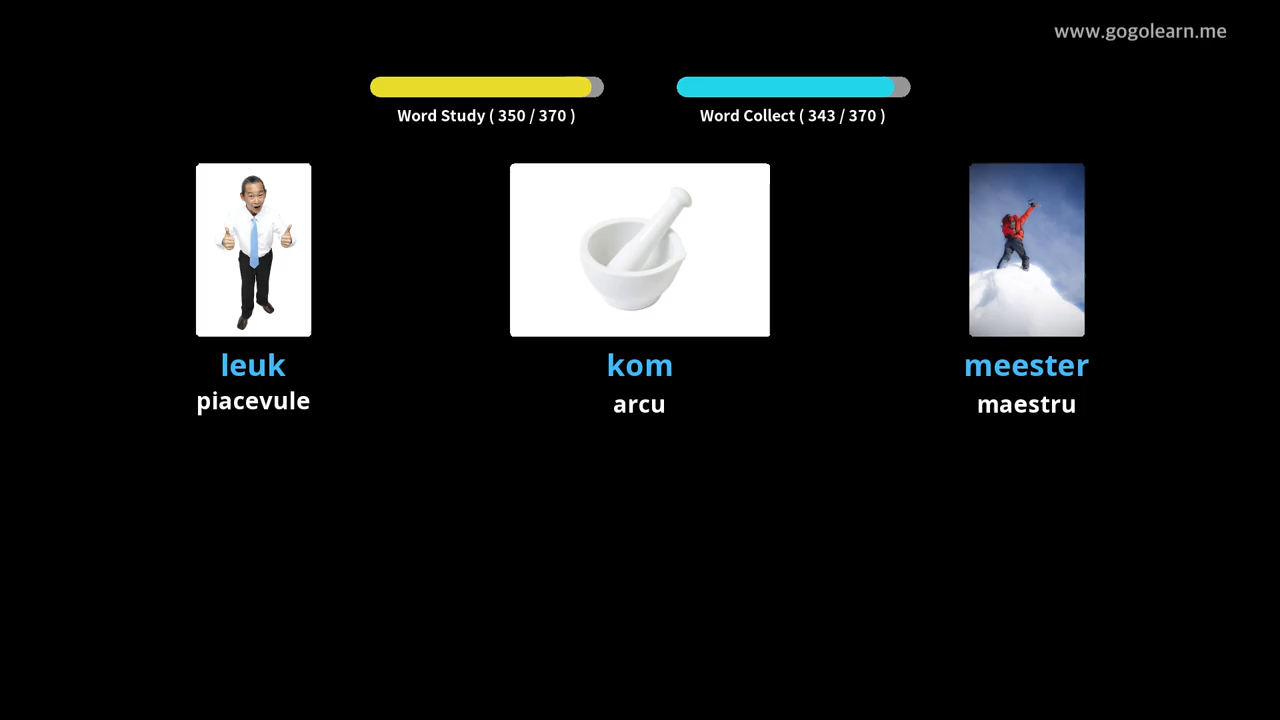 www.gogolearn.me
Word Study ( 350 / 370 )
Word Collect ( 343 / 370 )
leuk
piacevule
kom
arcu
meester
maestru